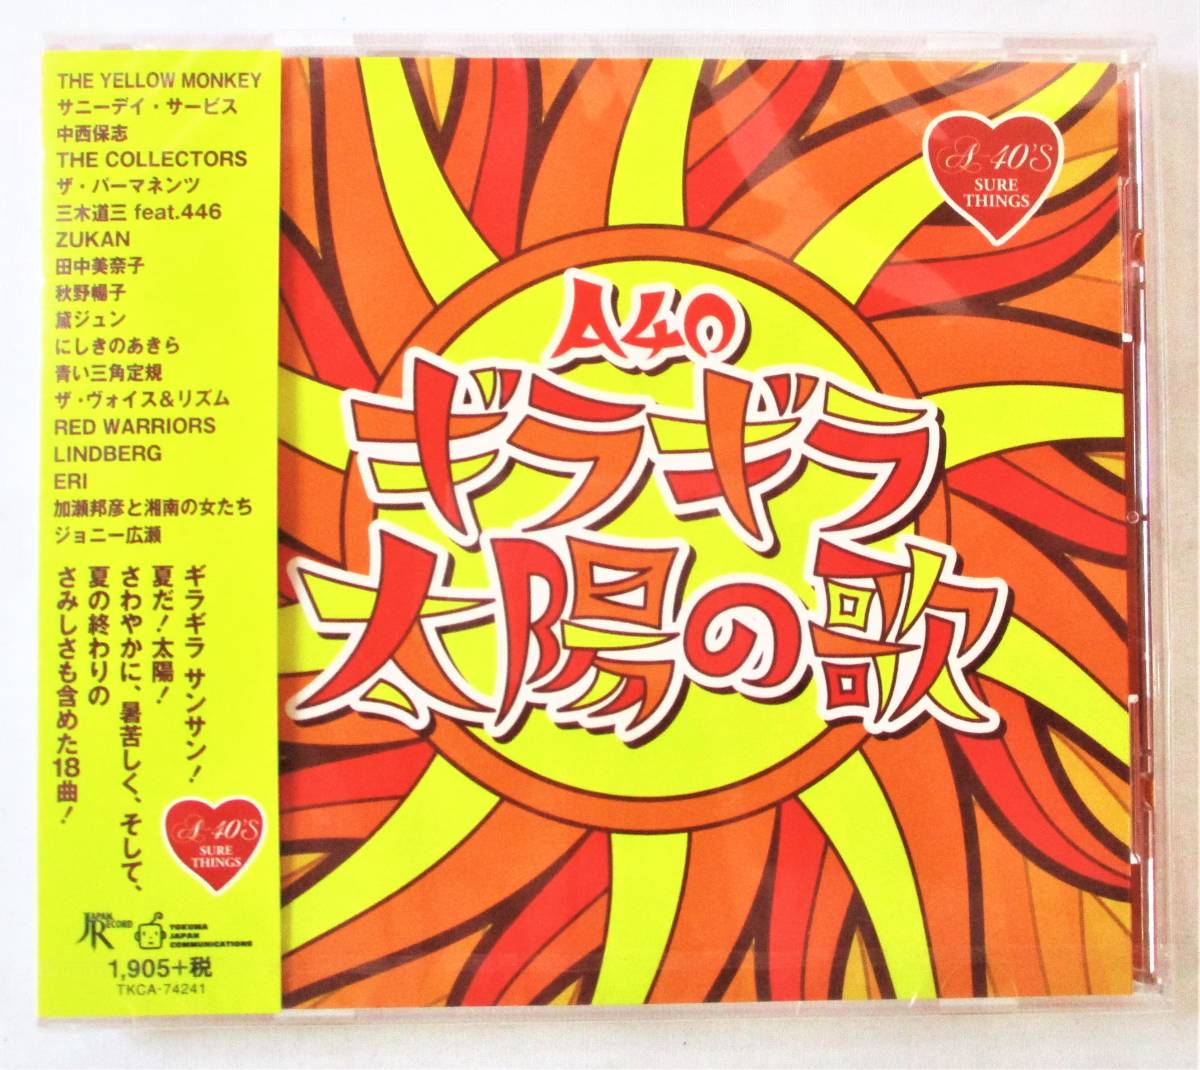 THE YELLOW MONKEY
サニーデイ・サービス
中西保志
THE COLLECTORS
ザ・パーマネンツ
三木道三 feat.446
ZUKAN
田中美奈子
秋野暢子
黛ジュン
にしきのあきら
青い三角定規
ザ・ヴォイス&リズム
RED WARRIORS
LINDBERG
ERI
加瀬邦彦と湘南の女たち
ジョニー広瀬
ギラギラ サンサン!
夏だ!太陽!
さわやかに、暑苦しく、そして、
夏の終わりの
さみしさも含めた18曲!
A-40'S
SURE
THINGS
JAPAN
RECORD
TOKUMA
JAPAN
COMMUNICATIONS
1,905+税
TKCA-74241
A-40'S
SURE
THINGS
A40
ギラギラ
太陽の歌